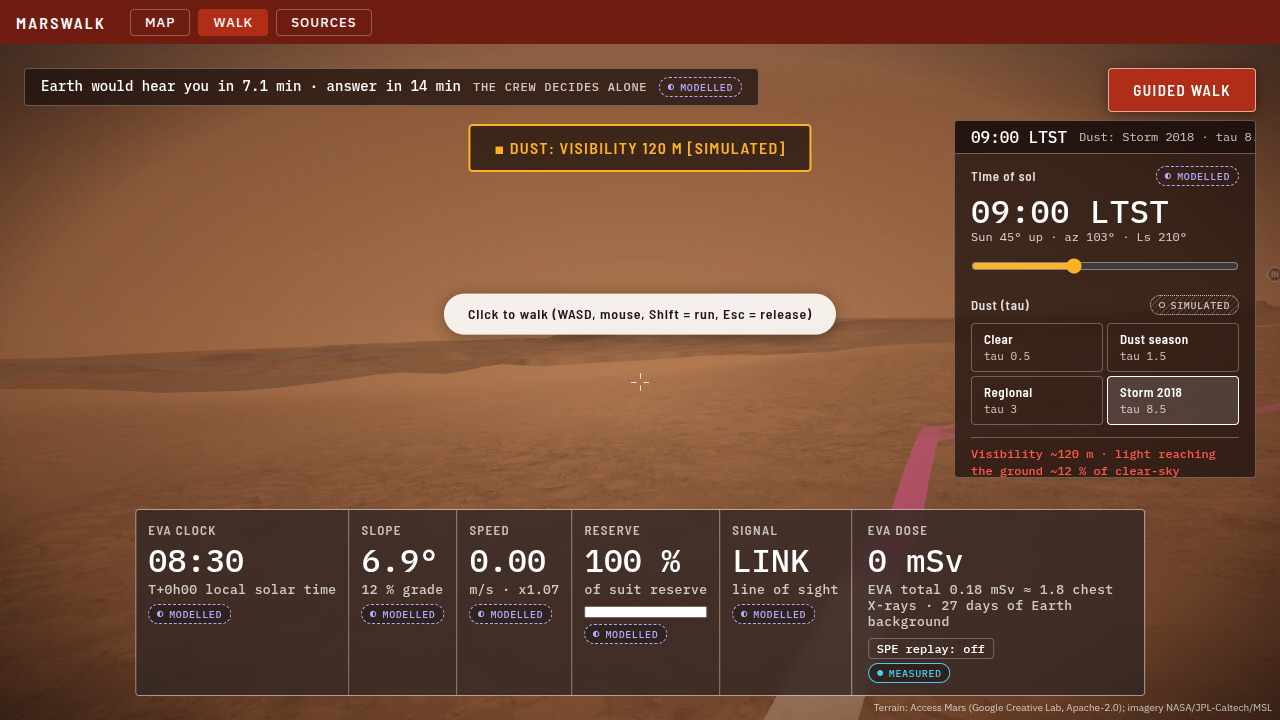 MARSWALK
MAP
WALK
SOURCES
Earth would hear you in 7.1 min · answer in 14 min THE CREW DECIDES ALONE MODELLED
GUIDED WALK
■ DUST: VISIBILITY 120 M [SIMULATED]
09:00 LTST Dust: Storm 2018 · tau 8.
Time of sol MODELLED
09:00 LTST
Sun 45° up · az 103° · Ls 210°
Click to walk (WASD, mouse, Shift = run, Esc = release)
Dust (tau) SIMULATED
Clear
tau 0.5
Dust season
tau 1.5
Regional
tau 3
Storm 2018
tau 8.5
Visibility ~120 m · light reaching
the ground ~12 % of clear-sky
EVA CLOCK
08:30
T+0h00 local solar time
MODELLED
SLOPE
6.9°
12 % grade
MODELLED
SPEED
0.00
m/s · x1.07
MODELLED
RESERVE
100 %
of suit reserve
MODELLED
SIGNAL
LINK
line of sight
MODELLED
EVA DOSE
0 mSv
EVA total 0.18 mSv ≈ 1.8 chest
X-rays · 27 days of Earth
background
SPE replay: off
MEASURED
Terrain: Access Mars (Google Creative Lab, Apache-2.0); imagery NASA/JPL-Caltech/MSL